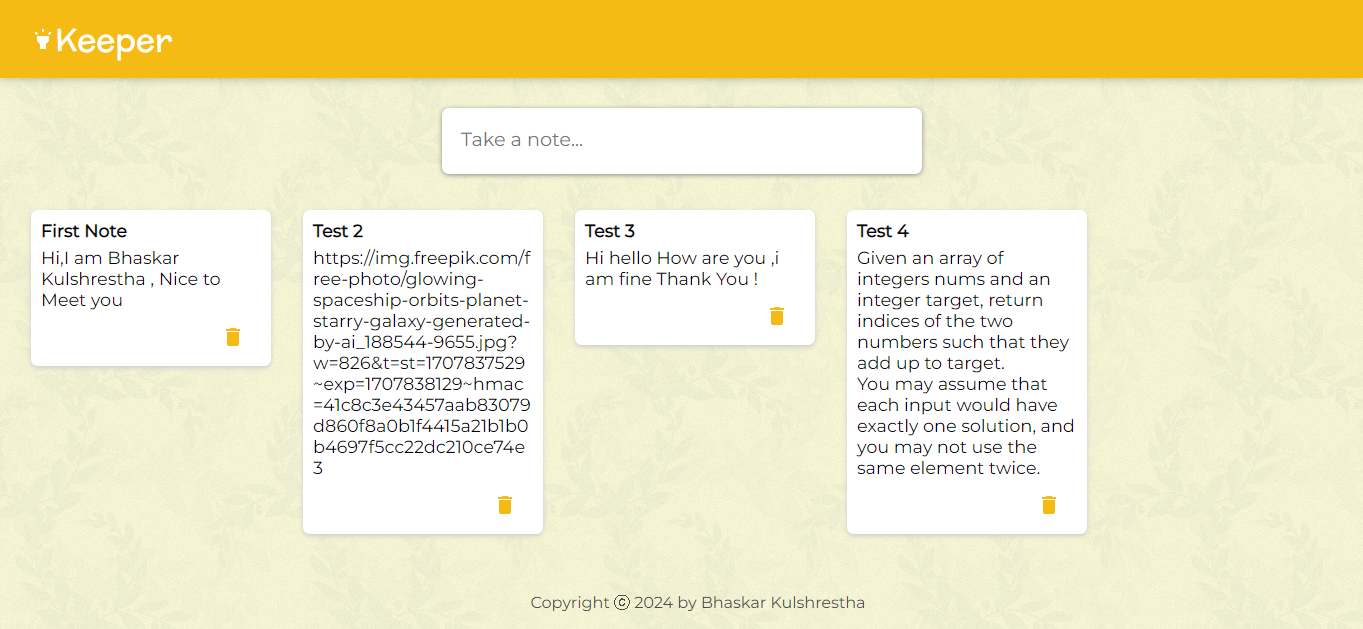 Keeper
Take a note...
First Note
Hi,I am Bhaskar
Kulshrestha , Nice to
Meet you
Test 2
https://img.freepik.com/f
ree-photo/glowing-
spaceship-orbits-planet-
starry-galaxy-generated-
by-ai_188544-9655.jpg?
w=826&t=st=1707837529
~exp=1707838129~hmac
=41c8c3e43457aab83079
d860f8a0b1f4415a21b1b0
b4697f5cc22dc210ce74e
3
Test 3
Hi hello How are you ,i
am fine Thank You !
Test 4
Given an array of
integers nums and an
integer target, return
indices of the two
numbers such that they
add up to target.
You may assume that
each input would have
exactly one solution, and
you may not use the
same element twice.
Copyright ⓒ 2024 by Bhaskar Kulshrestha